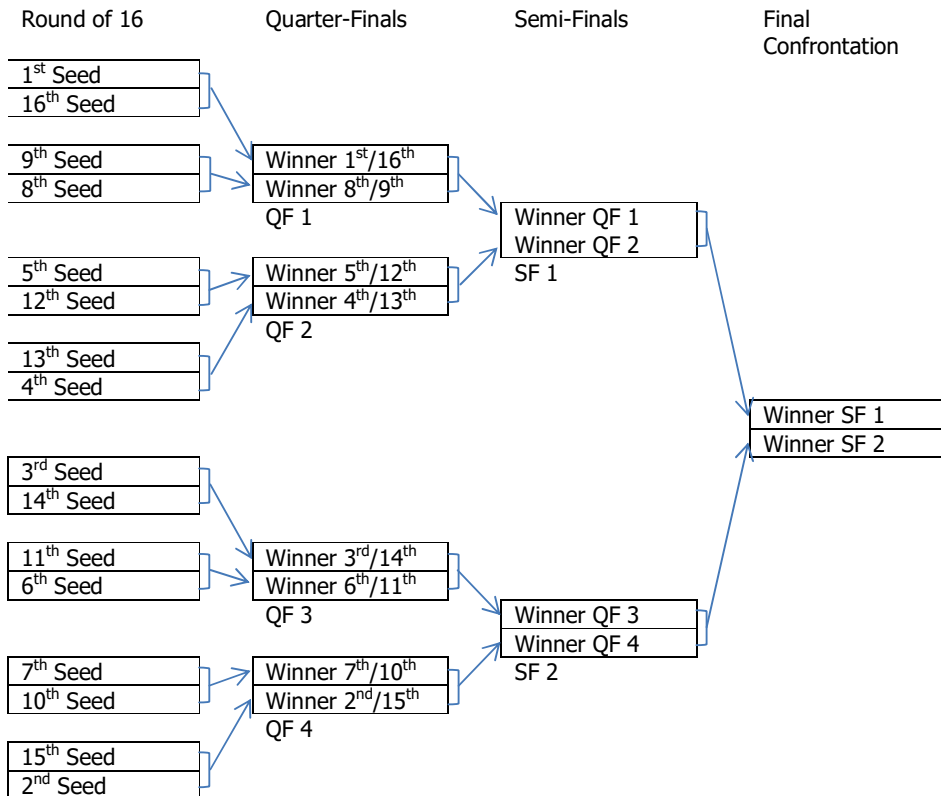 Round of 16
Quarter-Finals
Semi-Finals
Final
Confrontation
1st Seed
16th Seed
9th Seed
8th Seed
5th Seed
12th Seed
13th Seed
4th Seed
3rd Seed
14th Seed
11th Seed
6th Seed
7th Seed
10th Seed
15th Seed
2nd Seed
Winner 1st/16th
Winner 8th/9th
QF 1
Winner 5th/12th
Winner 4th/13th
QF 2
Winner 3rd/14th
Winner 6th/11th
QF 3
Winner 7th/10th
Winner 2nd/15th
QF 4
Winner QF 1
Winner QF 2
SF 1
Winner QF 3
Winner QF 4
SF 2
Winner SF 1
Winner SF 2